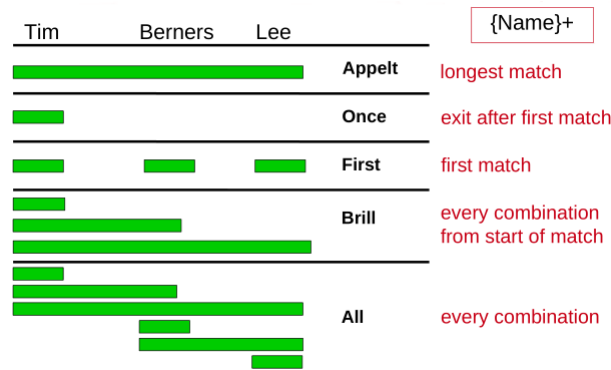 Tim Berners Lee {Name}+
Appelt longest match
Once exit after first match
First first match
Brill every combination
from start of match
All every combination